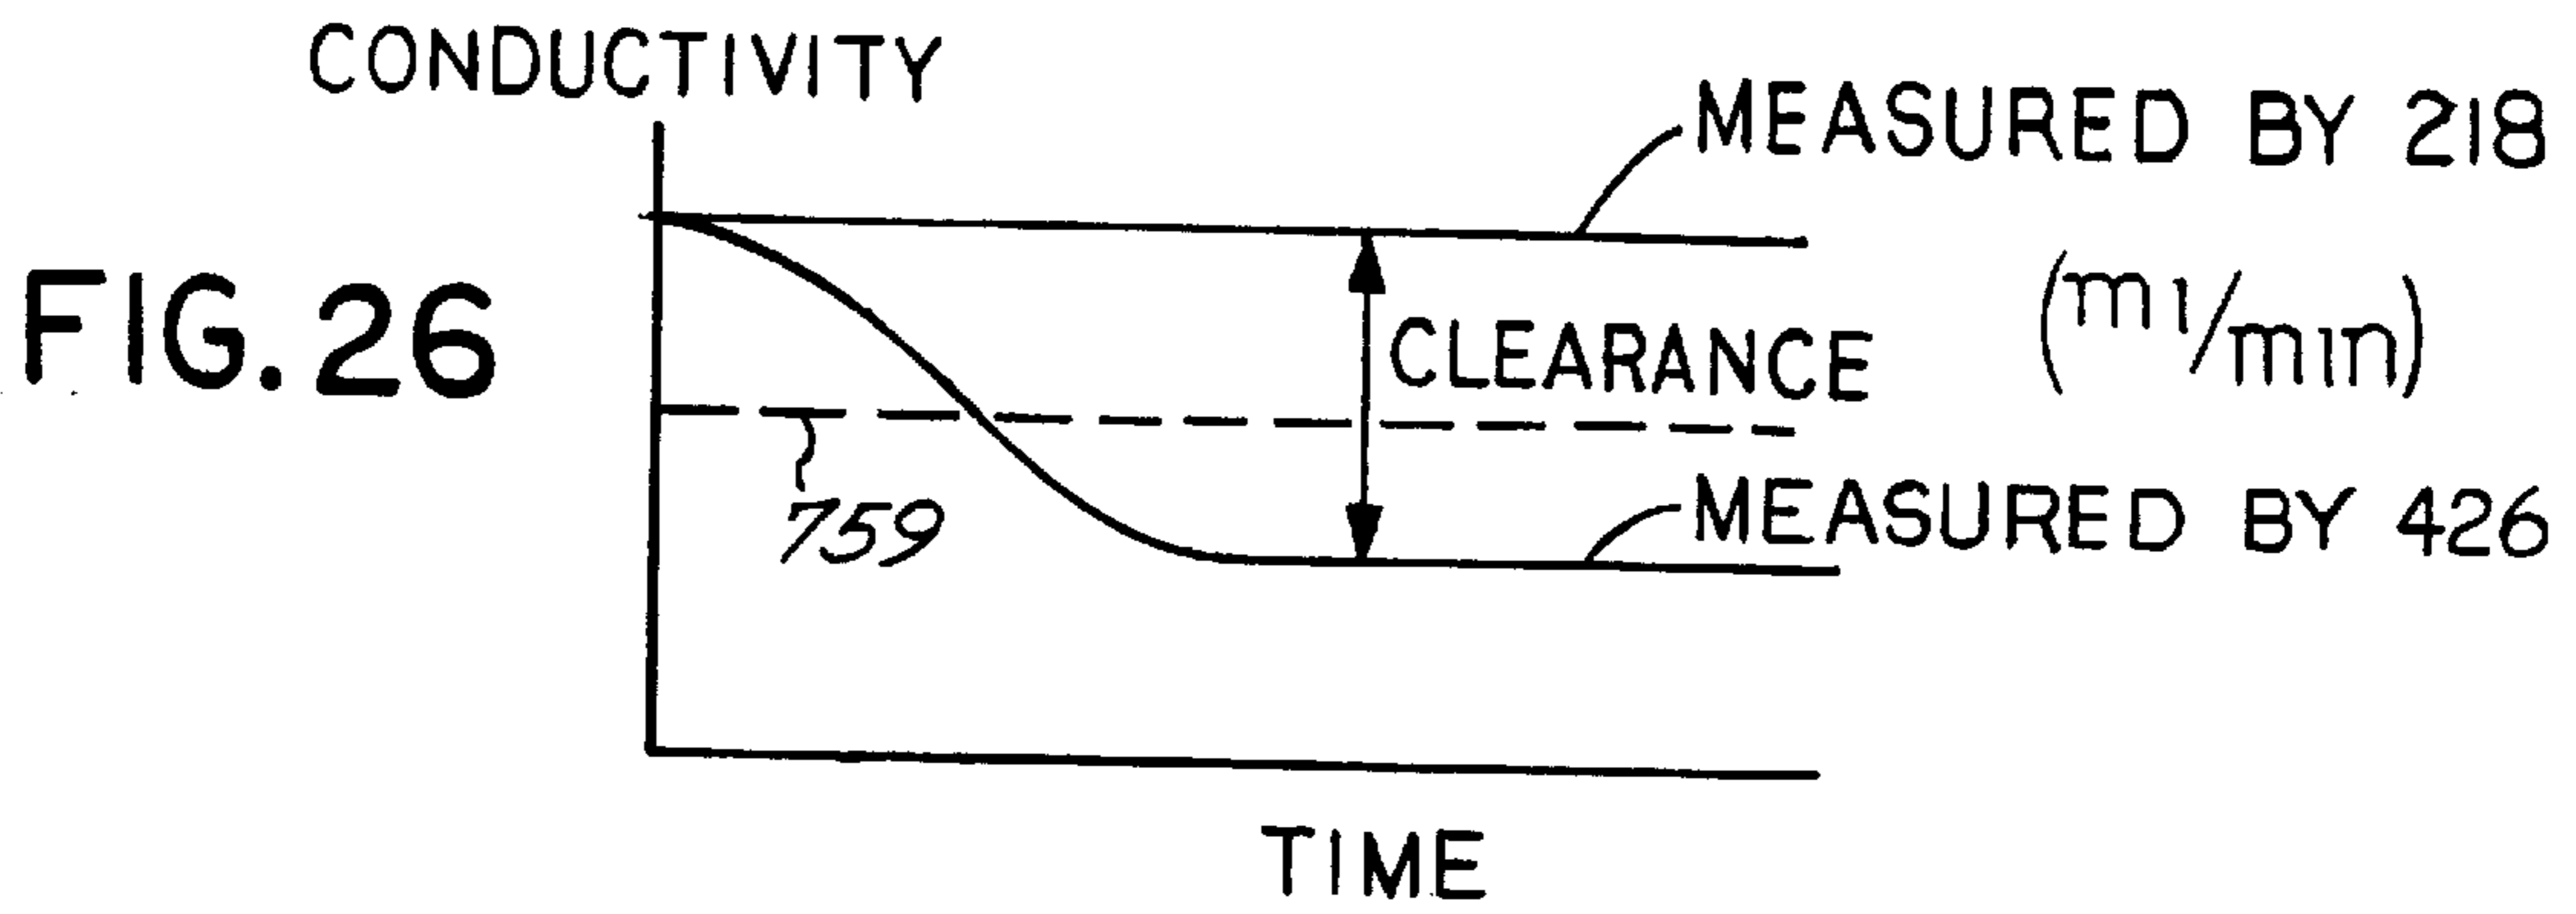 CONDUCTIVITY
MEASURED BY 218
FIG. 26
(ml/min)
CLEARANCE
759
MEASURED BY 426
TIME